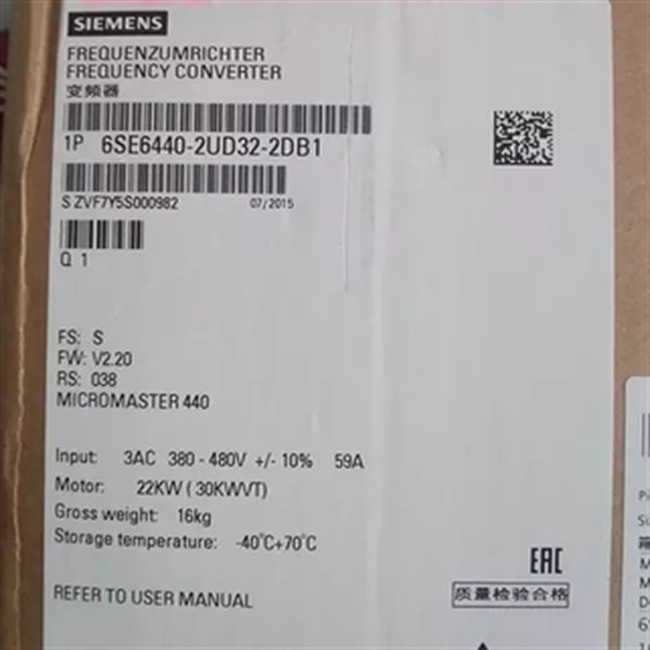 SIEMENS
FREQUENZUMRICHTER
FREQUENCY CONVERTER
变频器
1P 6SE6440-2UD32-2DB1
S ZVF7Y5S000982 07/2015
Q 1
FS: S
FW: V2.20
RS: 038
MICROMASTER 440
Input: 3AC 380 - 480V +/- 10% 59A
Motor: 22KW ( 30KWVT)
Gross weight: 16kg
Storage temperature: -40°C+70°C
EAC
质量检验合格
REFER TO USER MANUAL